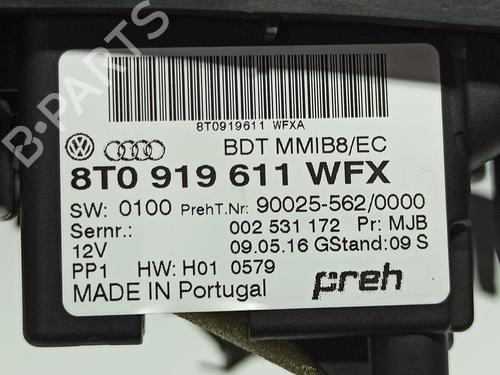 8T0919611 WFXA
BDT MMIB8/EC
8T0 919 611 WFX
SW: 0100 PrehT.Nr: 90025-562/0000
Sernr.: 002 531 172 Pr: MJB
12V 09.05.16 GStand: 09 S
PP1 HW: H01 0579
MADE IN Portugal preh
B-PARTS